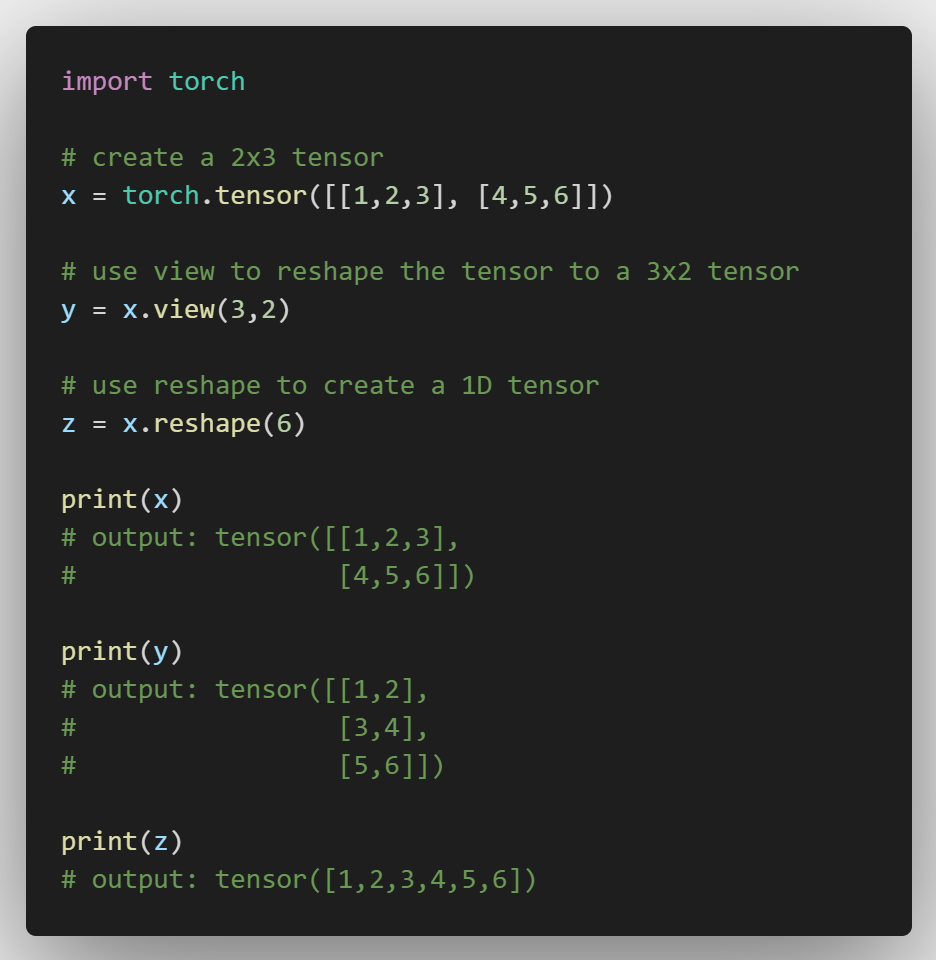 import torch

# create a 2x3 tensor
x = torch.tensor([[1,2,3], [4,5,6]])

# use view to reshape the tensor to a 3x2 tensor
y = x.view(3,2)

# use reshape to create a 1D tensor
z = x.reshape(6)

print(x)
# output: tensor([[1,2,3],
#                 [4,5,6]])

print(y)
# output: tensor([[1,2],
#                 [3,4],
#                 [5,6]])

print(z)
# output: tensor([1,2,3,4,5,6])